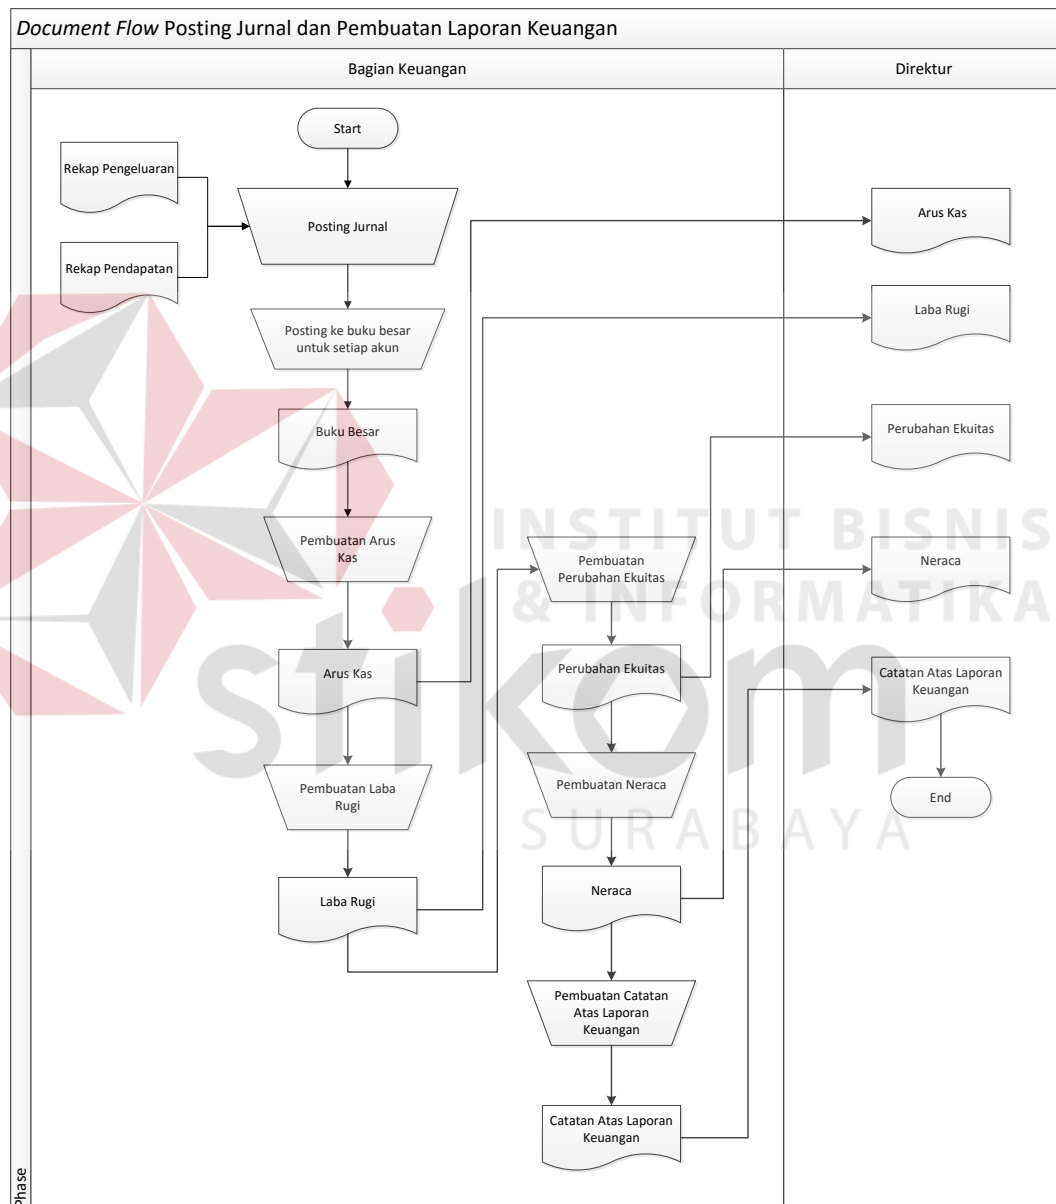 Document Flow Posting Jurnal dan Pembuatan Laporan Keuangan
Bagian Keuangan
Direktur
Start
Rekap Pengeluaran
Posting Jurnal
Rekap Pendapatan
Posting ke buku besar
untuk setiap akun
Buku Besar
Pembuatan Arus
Kas
Arus Kas
Pembuatan Laba
Rugi
Laba Rugi
Pembuatan
Perubahan Ekuitas
Perubahan Ekuitas
Pembuatan Neraca
Neraca
Pembuatan Catatan
Atas Laporan
Keuangan
Catatan Atas Laporan
Keuangan
Arus Kas
Laba Rugi
Perubahan Ekuitas
Neraca
Catatan Atas Laporan
Keuangan
End
Phase
INSTITUT BISNIS
& INFORMATIKA
stikom
SURABAYA